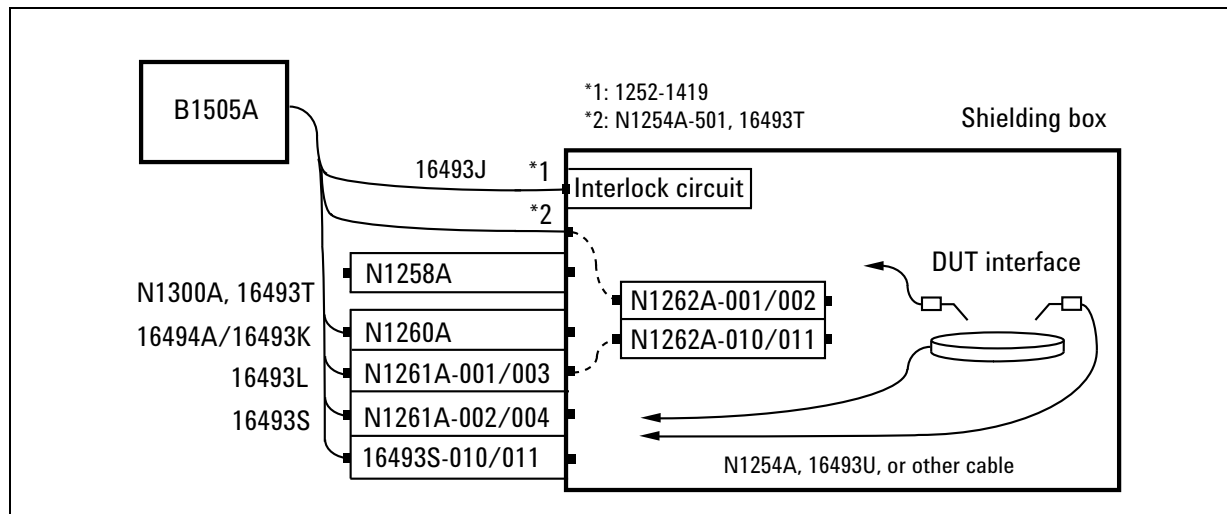 B1505A
*1: 1252-1419
*2: N1254A-501, 16493T
Shielding box
16493J
*1
Interlock circuit
*2
N1258A
DUT interface
N1300A, 16493T
N1262A-001/002
16494A/16493K
N1260A
N1262A-010/011
16493L
N1261A-001/003
16493S
N1261A-002/004
16493S-010/011
N1254A, 16493U, or other cable